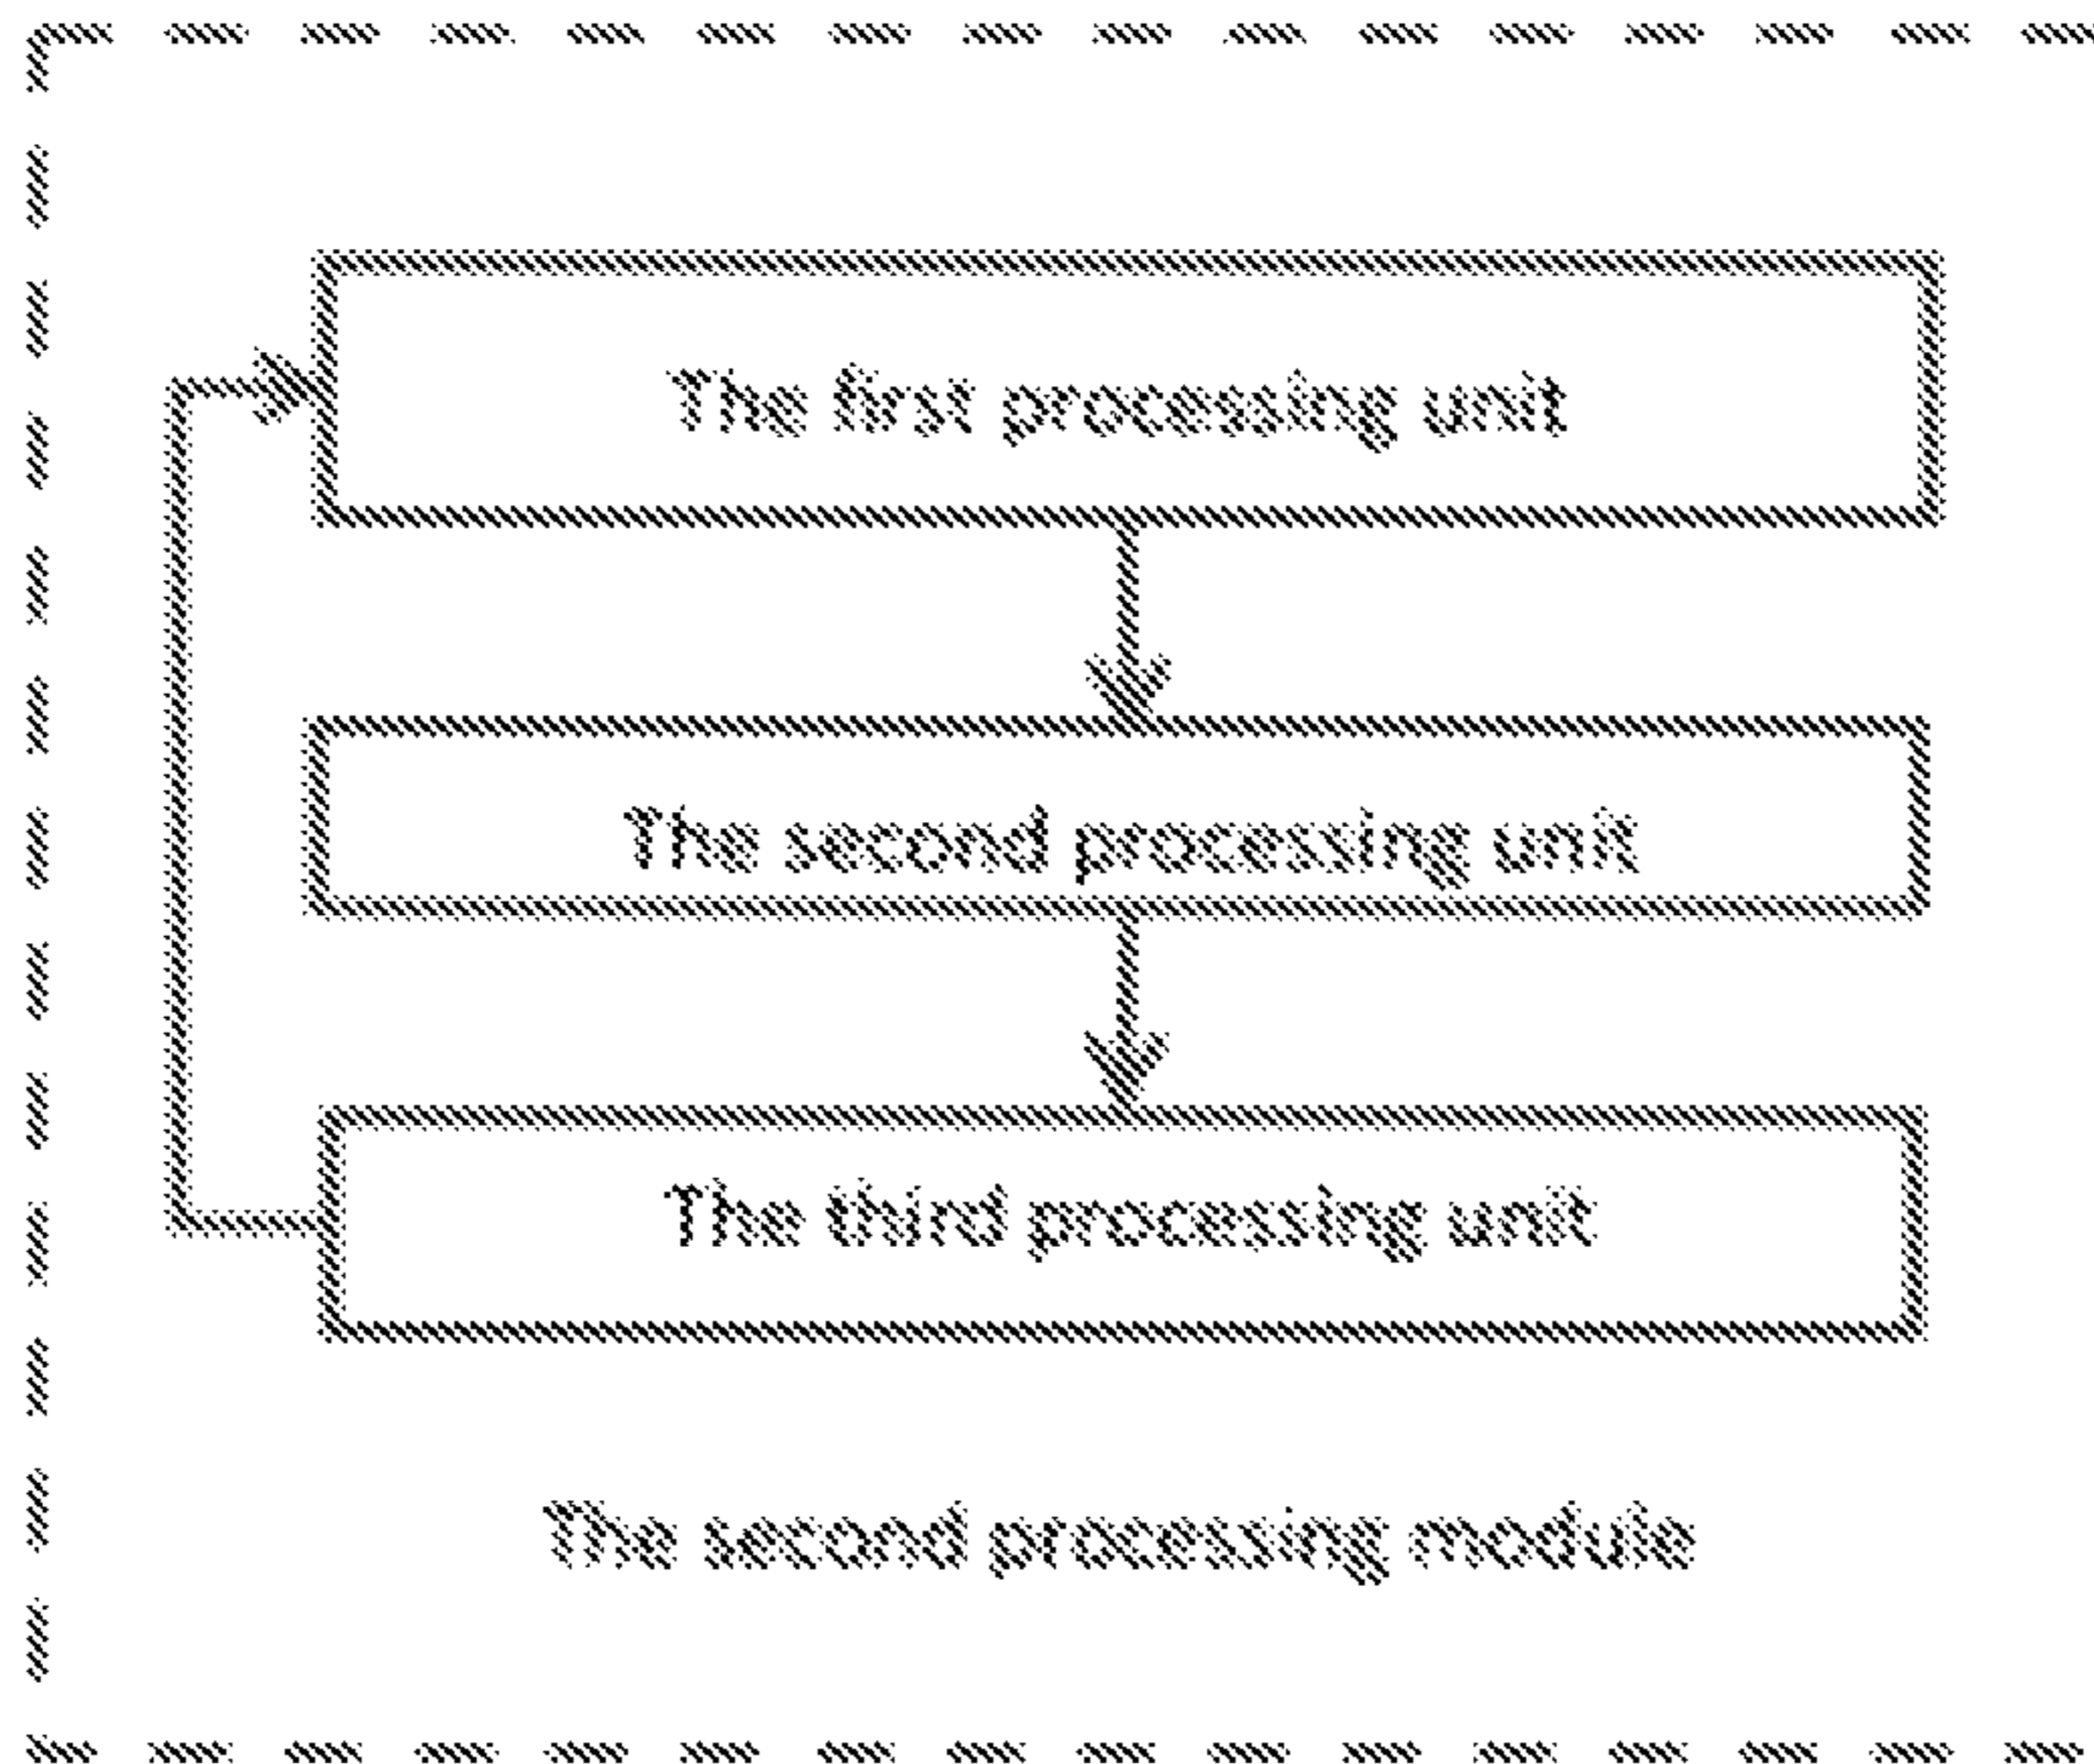 The first processing unit
The second processing unit
The third processing unit
The second processing module